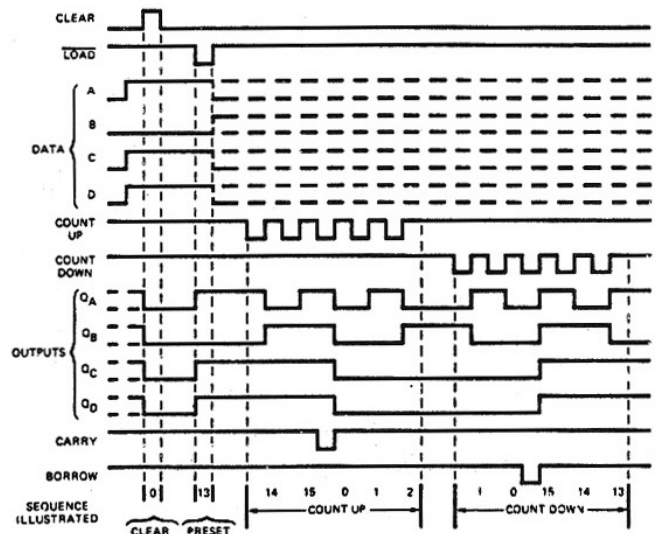 CLEAR
LOAD
A
B
DATA
C
D
COUNT UP
COUNT DOWN
QA
QB
OUTPUTS
QC
QD
CARRY
BORROW
SEQUENCE ILLUSTRATED
0 13 14 15 0 1 2 1 0 15 14 13
CLEAR PRESET COUNT UP COUNT DOWN